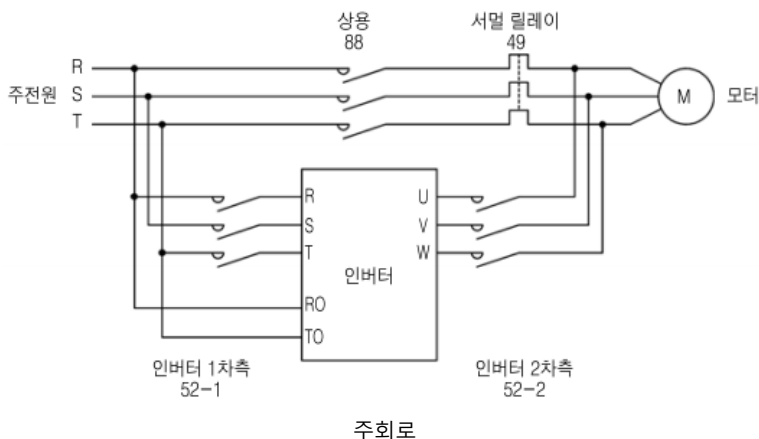 상용
88
서멀 릴레이
49
R
주전원 S
T
M
모터
R
S
T
RO
TO
인버터
U
V
W
인버터 1차측
52-1
인버터 2차측
52-2
주회로